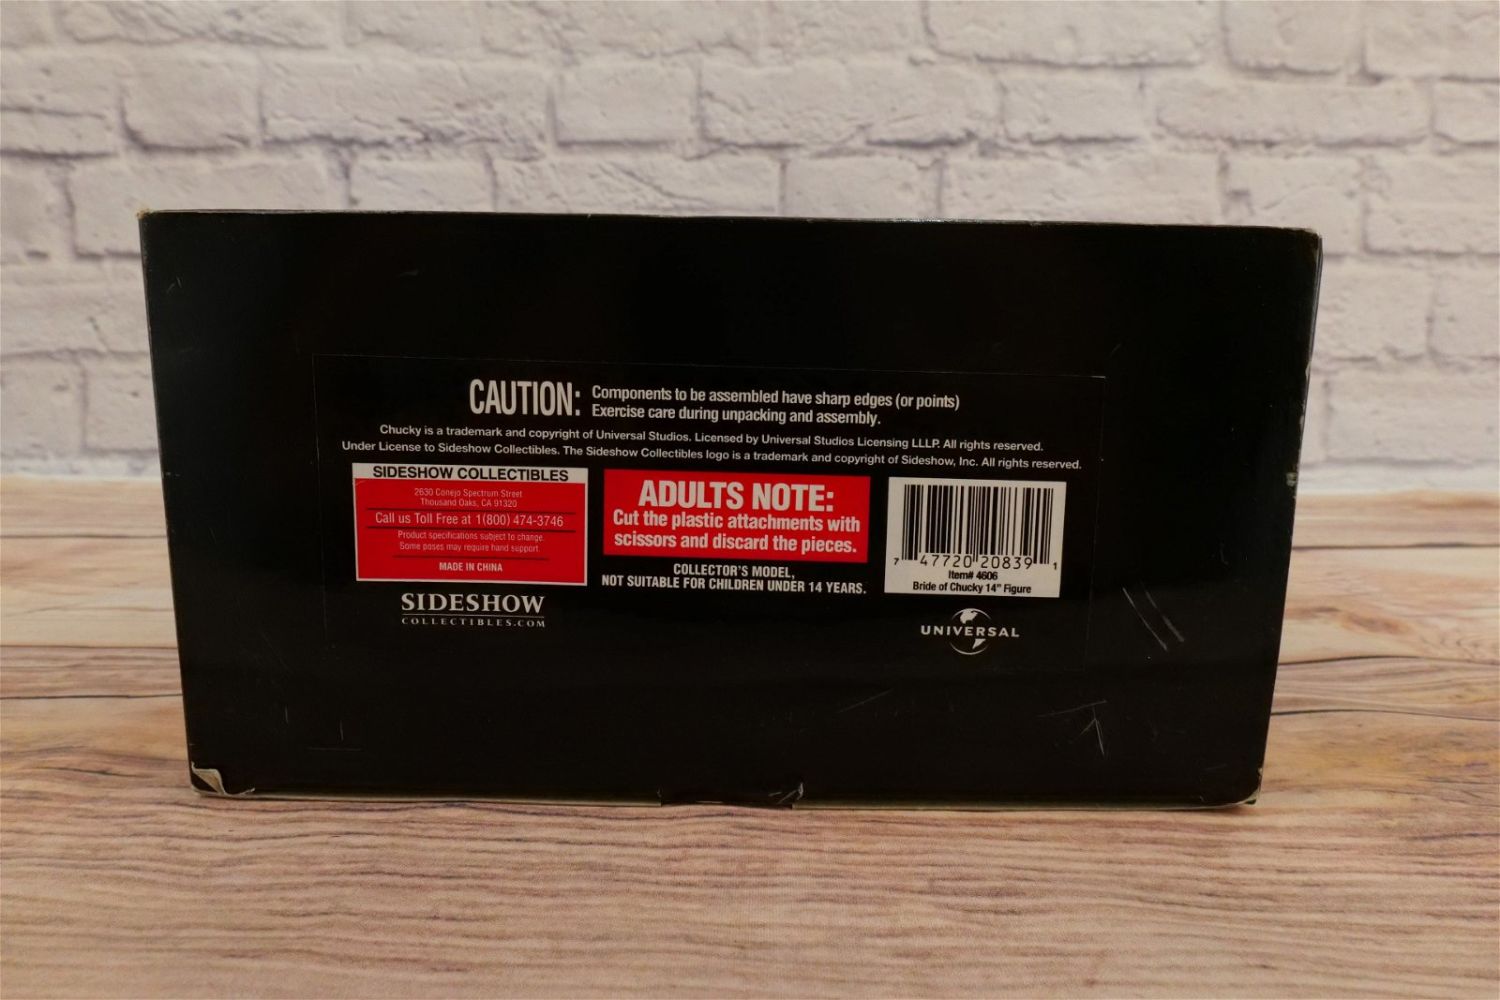 CAUTION: Components to be assembled have sharp edges (or points)
Exercise care during unpacking and assembly.
Chucky is a trademark and copyright of Universal Studios. Licensed by Universal Studios Licensing LLLP. All rights reserved.
Under License to Sideshow Collectibles. The Sideshow Collectibles logo is a trademark and copyright of Sideshow, Inc. All rights reserved.
SIDESHOW COLLECTIBLES
2630 Conejo Spectrum Street
Thousand Oaks, CA 91320
Call us Toll Free at 1(800) 474-3746
Product specifications subject to change.
Some poses may require hand support.
MADE IN CHINA
SIDESHOW
COLLECTIBLES.COM
ADULTS NOTE:
Cut the plastic attachments with
scissors and discard the pieces.
COLLECTOR'S MODEL,
NOT SUITABLE FOR CHILDREN UNDER 14 YEARS.
7 47720 20839 1
Item# 4606
Bride of Chucky 14" Figure
UNIVERSAL